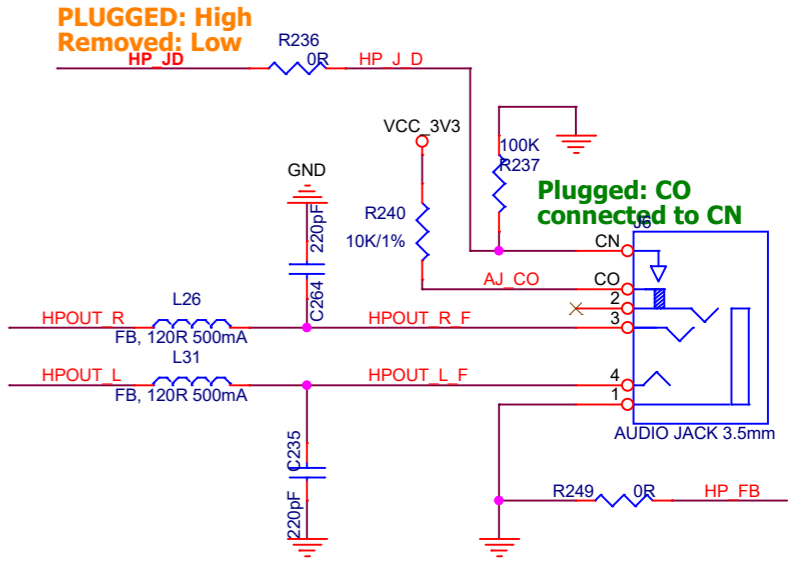 PLUGGED: High
Removed: Low
R236
HP_JD
0R
HP_J_D
VCC_3V3
100K
R237
GND
Plugged: CO
connected to CN
J6
R240
10K/1%
220pF
C264
CN
CO
AJ_CO
2
L26
HPOUT_R
HPOUT_R_F
3
FB, 120R 500mA
L31
HPOUT_L
HPOUT_L_F
4
FB, 120R 500mA
1
AUDIO JACK 3.5mm
C235
220pF
R249
0R
HP_FB